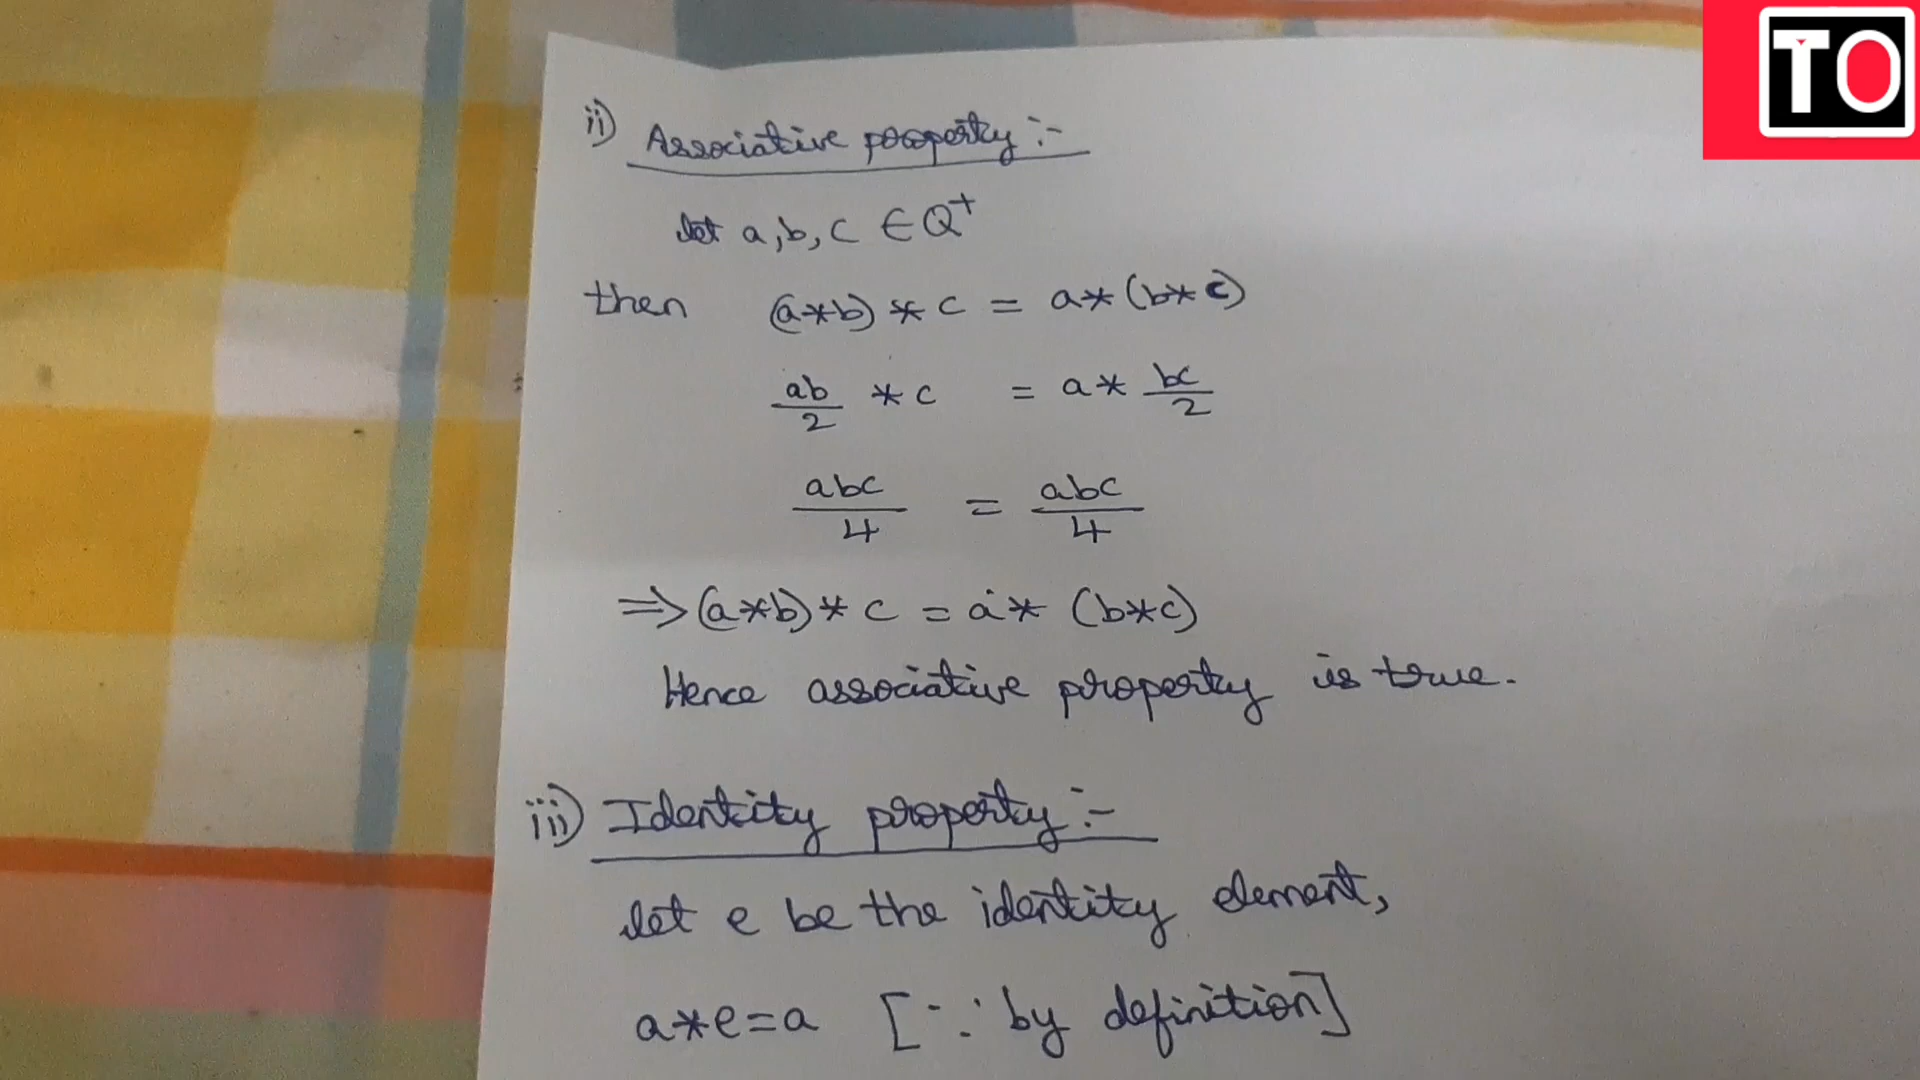 TO
ii) Associative property :-
let a, b, c ∈ Q⁺
then (a*b) * c = a* (b* c)
ab/2 * c = a * bc/2
abc/4 = abc/4
⇒ (a*b) * c = a * (b*c)
Hence associative property is true.
iii) Identity property :-
let e be the identity element,
a*e=a [∵ by definition]